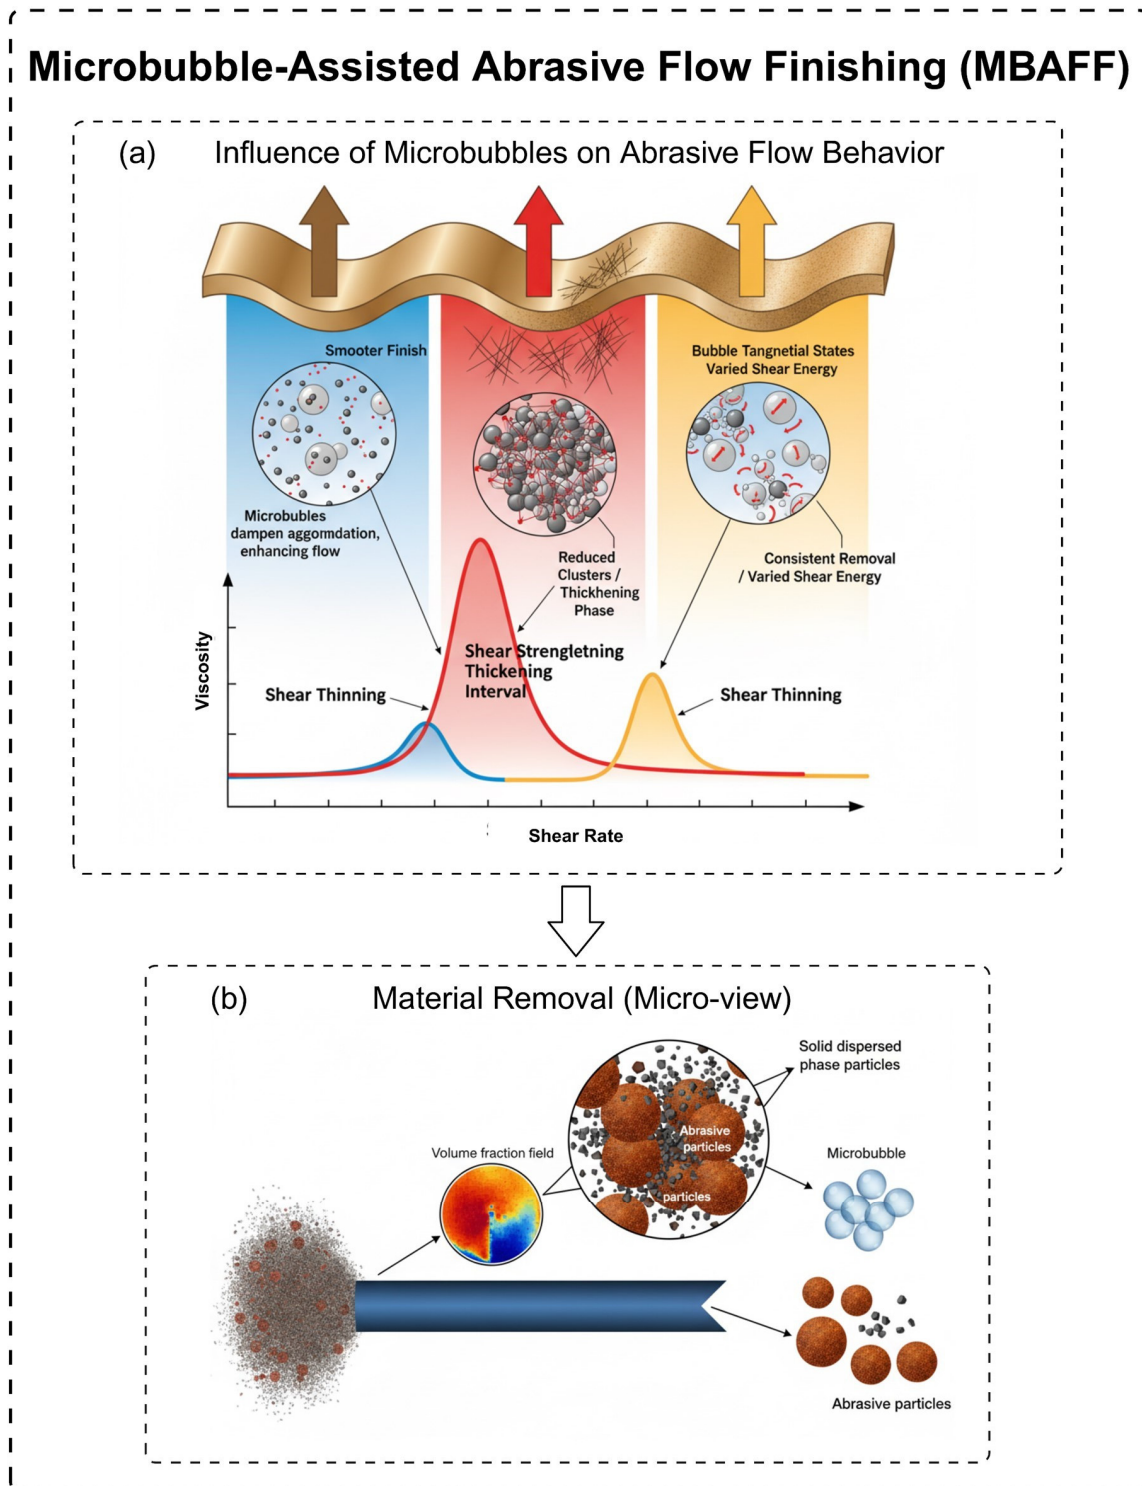 Microbubble-Assisted Abrasive Flow Finishing (MBAFF)
(a)
Influence of Microbubbles on Abrasive Flow Behavior
Smooter Finish
Bubble Tangnetial States
Varied Shear Energy
Microbubles
dampen aggomdation,
enhancing flow
Reduced
Clusters /
Thickhening
Phase
Consistent Removal
/ Varied Shear Energy
Viscosity
Shear Thinning
Shear Strengletning
Thickening
Interval
Shear Thinning
Shear Rate
(b)
Material Removal (Micro-view)
Solid dispersed
phase particles
Abrasive
particles
particles
Volume fraction field
Microbubble
Abrasive particles